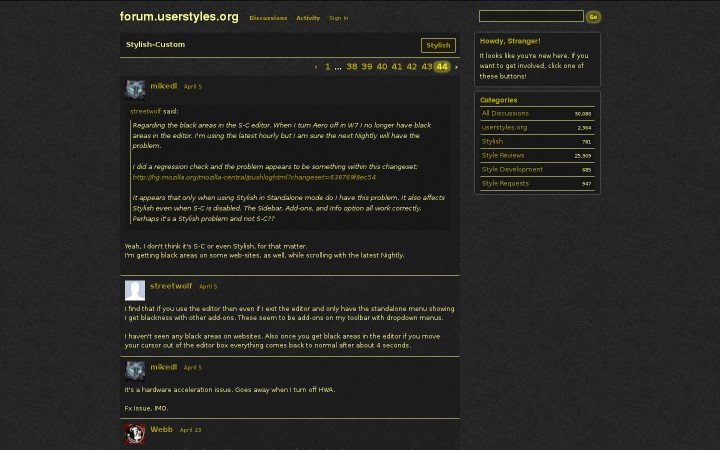 forum.userstyles.org Discussions Activity Sign In
Go
Stylish-Custom
Stylish
‹ 1 ... 38 39 40 41 42 43 44 ›
mikedl April 5
streetwolf said:
Regarding the black areas in the S-C editor. When I turn Aero off in W7 I no longer have black
areas in the editor. I'm using the latest hourly but I am sure the next Nightly will have the
problem.
I did a regression check and the problem appears to be something within this changeset:
http://hg.mozilla.org/mozilla-central/pushloghtml?changeset=638769f8ec54
It appears that only when using Stylish in Standalone mode do I have this problem. It also affects
Stylish even when S-C is disabled. The Sidebar, Add-ons, and Info option all work correctly.
Perhaps it's a Stylish problem and not S-C??
Yeah, I don't think it's S-C or even Stylish, for that matter.
I'm getting black areas on some web-sites, as well, while scrolling with the latest Nightly.
streetwolf April 5
I find that if you use the editor then even if I exit the editor and only have the standalone menu showing
I get blackness with other add-ons. These seem to be add-ons on my toolbar with dropdown menus.
I haven't seen any black areas on websites. Also once you get black areas in the editor if you move
your cursor out of the editor box everything comes back to normal after about 4 seconds.
mikedl April 5
It's a hardware acceleration issue. Goes away when I turn off HWA.
Fx Issue, IMO.
Webb April 19
Howdy, Stranger!
It looks like you're new here. If you
want to get involved, click one of
these buttons!
Categories
All Discussions 30,086
userstyles.org 2,364
Stylish 781
Style Reviews 25,305
Style Development 685
Style Requests 947